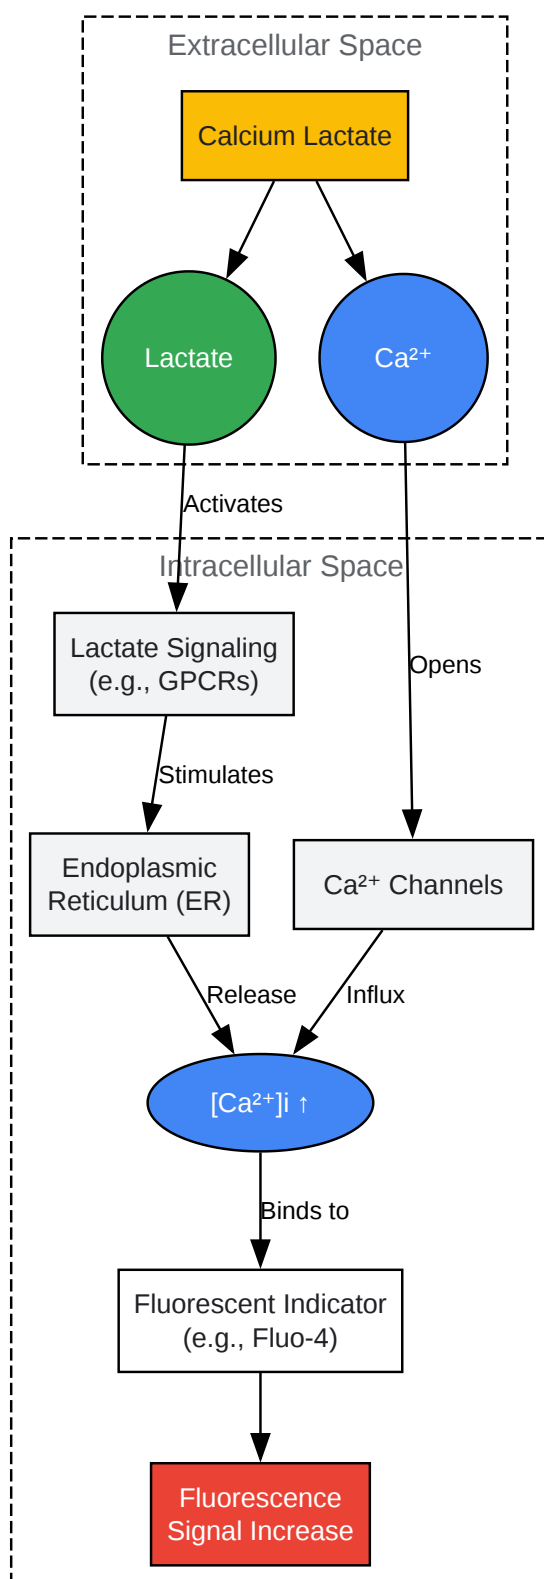 Extracellular Space
Calcium Lactate
Lactate
Ca²⁺
Activates
Intracellular Space
Lactate Signaling
(e.g., GPCRs)
Opens
Stimulates
Endoplasmic
Reticulum (ER)
Ca²⁺ Channels
Release
Influx
[Ca²⁺]i ↑
Binds to
Fluorescent Indicator
(e.g., Fluo-4)
Fluorescence
Signal Increase